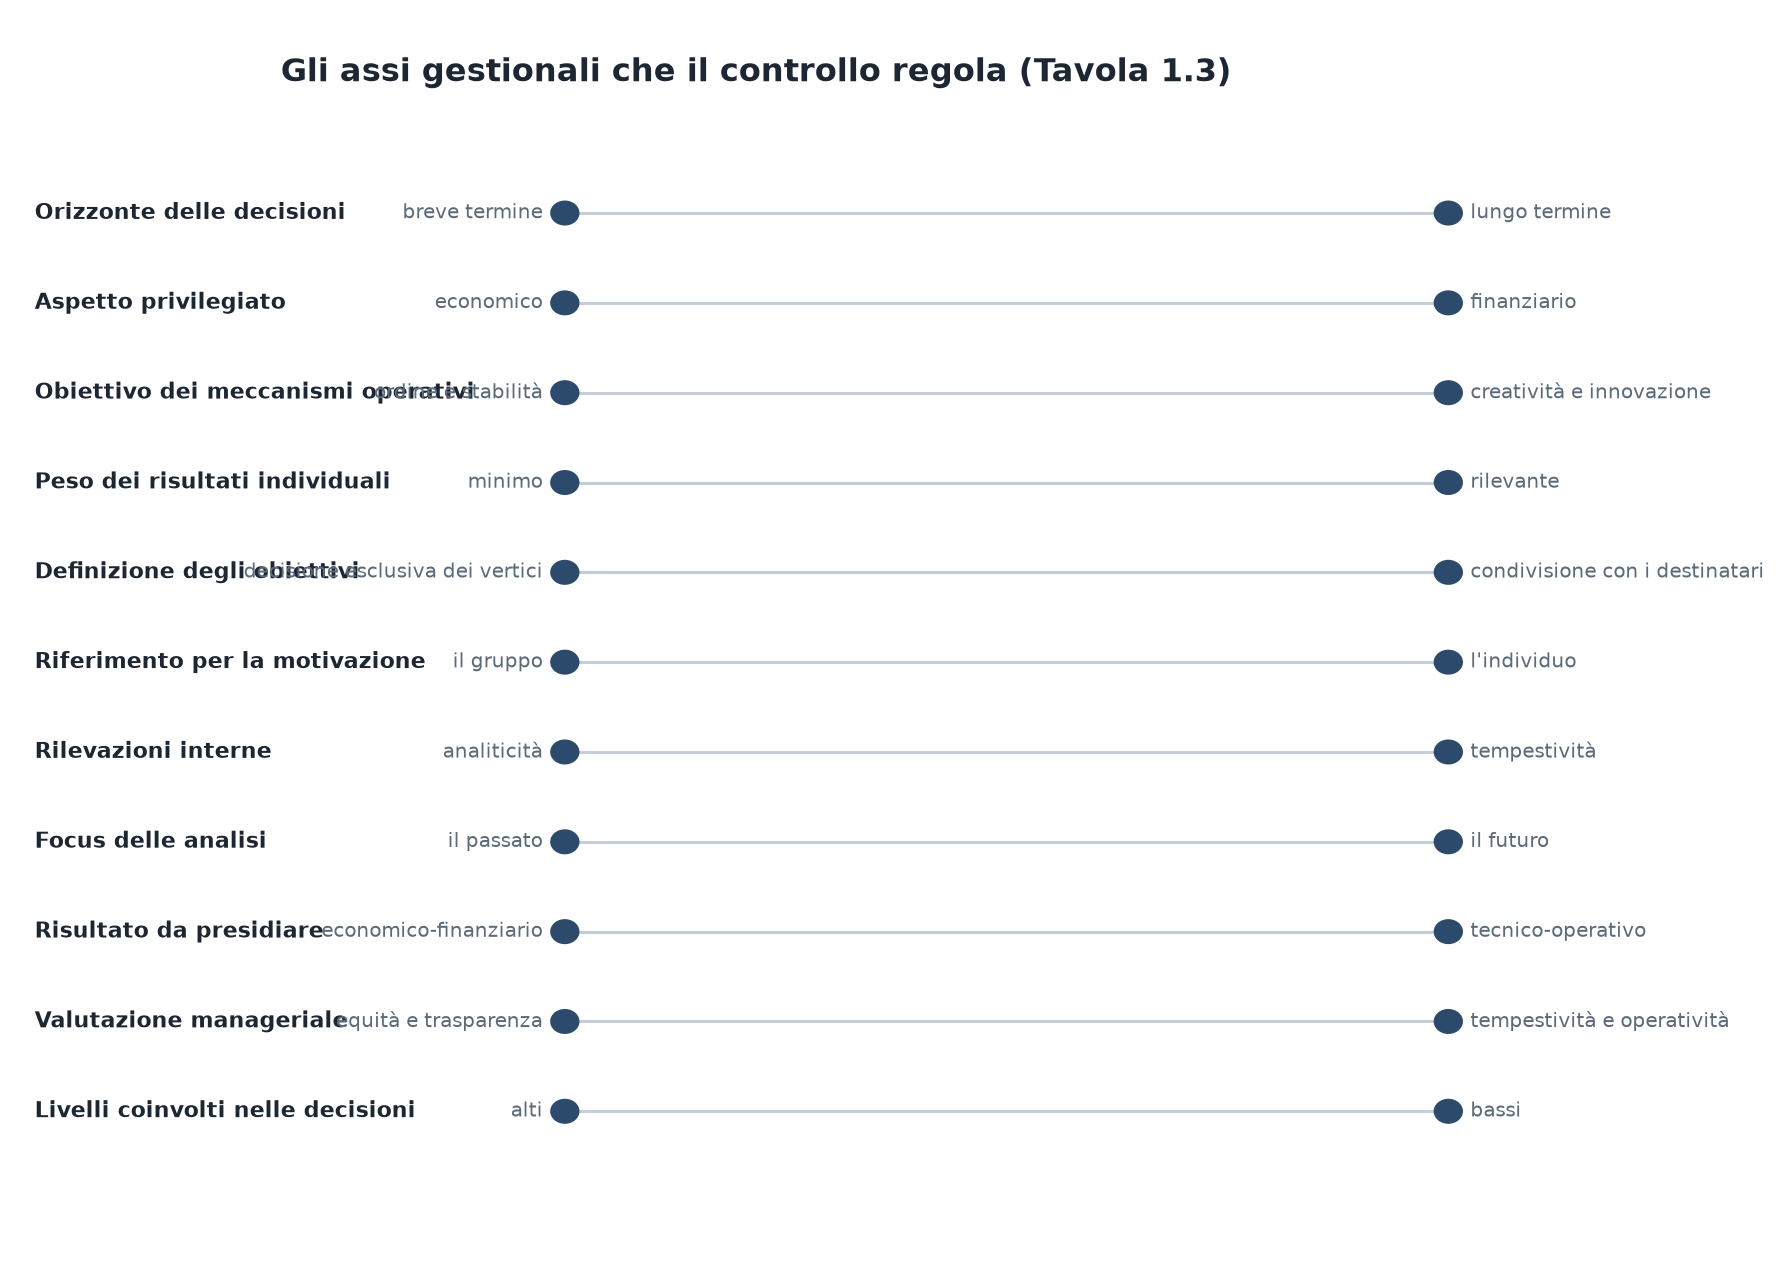 Gli assi gestionali che il controllo regola (Tavola 1.3)
Orizzonte delle decisioni breve termine lungo termine
Aspetto privilegiato economico finanziario
Obiettivo dei meccanismi operativi ordine e stabilità creatività e innovazione
Peso dei risultati individuali minimo rilevante
Definizione degli obiettivi decisione esclusiva dei vertici condivisione con i destinatari
Riferimento per la motivazione il gruppo l'individuo
Rilevazioni interne analiticità tempestività
Focus delle analisi il passato il futuro
Risultato da presidiare economico-finanziario tecnico-operativo
Valutazione manageriale equità e trasparenza tempestività e operatività
Livelli coinvolti nelle decisioni alti bassi